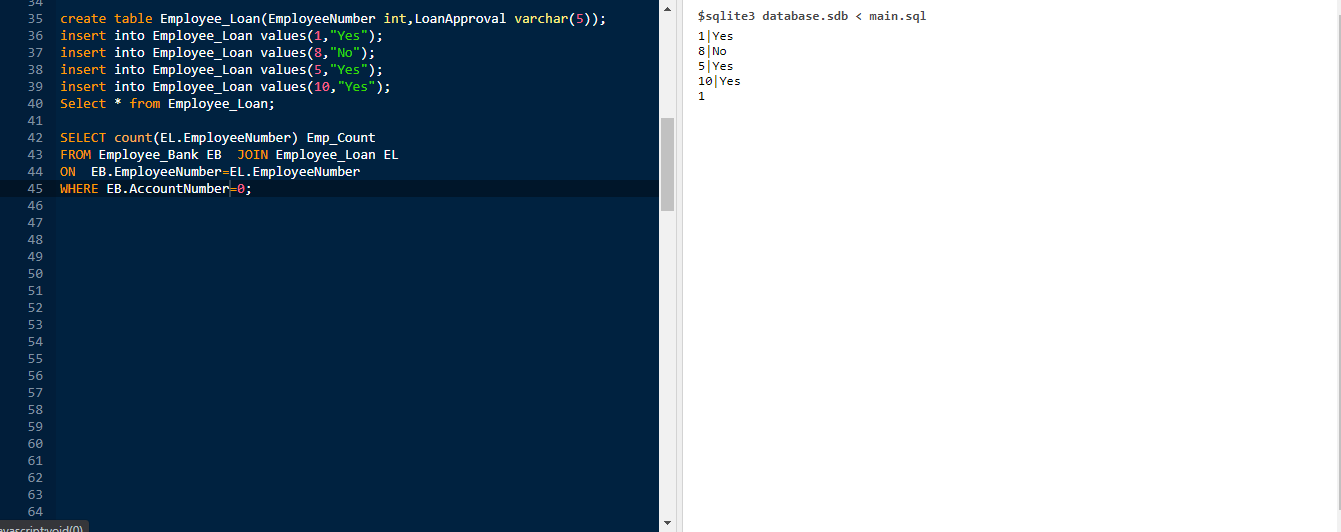 34
35 create table Employee_Loan(EmployeeNumber int,LoanApproval varchar(5));
36 insert into Employee_Loan values(1,"Yes");
37 insert into Employee_Loan values(8,"No");
38 insert into Employee_Loan values(5,"Yes");
39 insert into Employee_Loan values(10,"Yes");
40 Select * from Employee_Loan;
41
42 SELECT count(EL.EmployeeNumber) Emp_Count
43 FROM Employee_Bank EB  JOIN Employee_Loan EL
44 ON  EB.EmployeeNumber=EL.EmployeeNumber
45 WHERE EB.AccountNumber=0;
46
47
48
49
50
51
52
53
54
55
56
57
58
59
60
61
62
63
64
avascript:void(0)
$sqlite3 database.sdb < main.sql
1|Yes
8|No
5|Yes
10|Yes
1